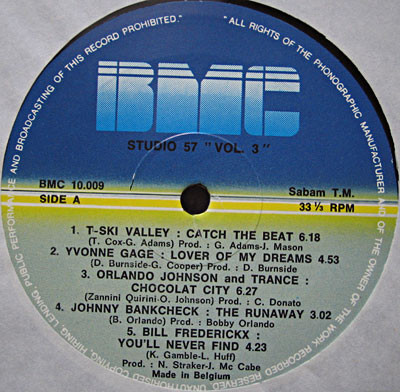 ALL RIGHTS OF THE PHONOGRAPHIC MANUFACTURER AND OF THE OWNER OF THE WORK RECORDED RESERVED. UNAUTHORISED COPYING, HIRING, LENDING, PUBLIC PERFORMANCE AND BROADCASTING OF THIS RECORD PROHIBITED.
BMC
STUDIO 57 "VOL. 3"
BMC 10.009
Sabam T.M.
SIDE A
33 ⅓ RPM
1. T-SKI VALLEY : CATCH THE BEAT 6.18
(T. Cox-G. Adams) Prod : G. Adams-J. Mason
2. YVONNE GAGE : LOVER OF MY DREAMS 4.53
(D. Burnside-G. Cooper) Prod : D. Burnside
3. ORLANDO JOHNSON and TRANCE :
CHOCOLAT CITY 6.27
(Zannini Quirini-O. Johnson) Prod. : C. Donato
4. JOHNNY BANKCHECK : THE RUNAWAY 3.02
(B. Orlando) Prod : Bobby Orlando
5. BILL FREDERICKX :
YOU'LL NEVER FIND 4.23
(K. Gamble-L. Huff)
Prod : N. Straker-J. Mc Cabe
Made in Belgium